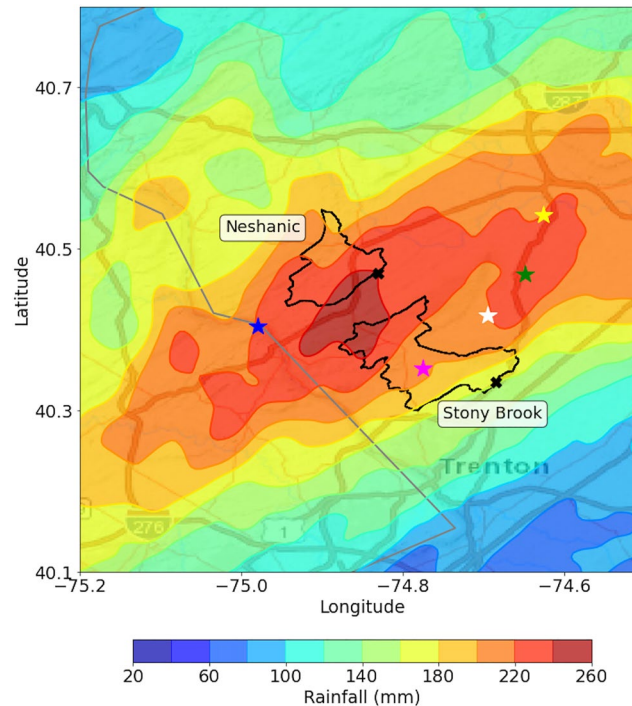 40.7
287
40.5
Neshanic
Latitude
40.3
Stony Brook
Trenton
276
1
40.1
−75.2 −75.0 −74.8 −74.6
Longitude
20 60 100 140 180 220 260
Rainfall (mm)